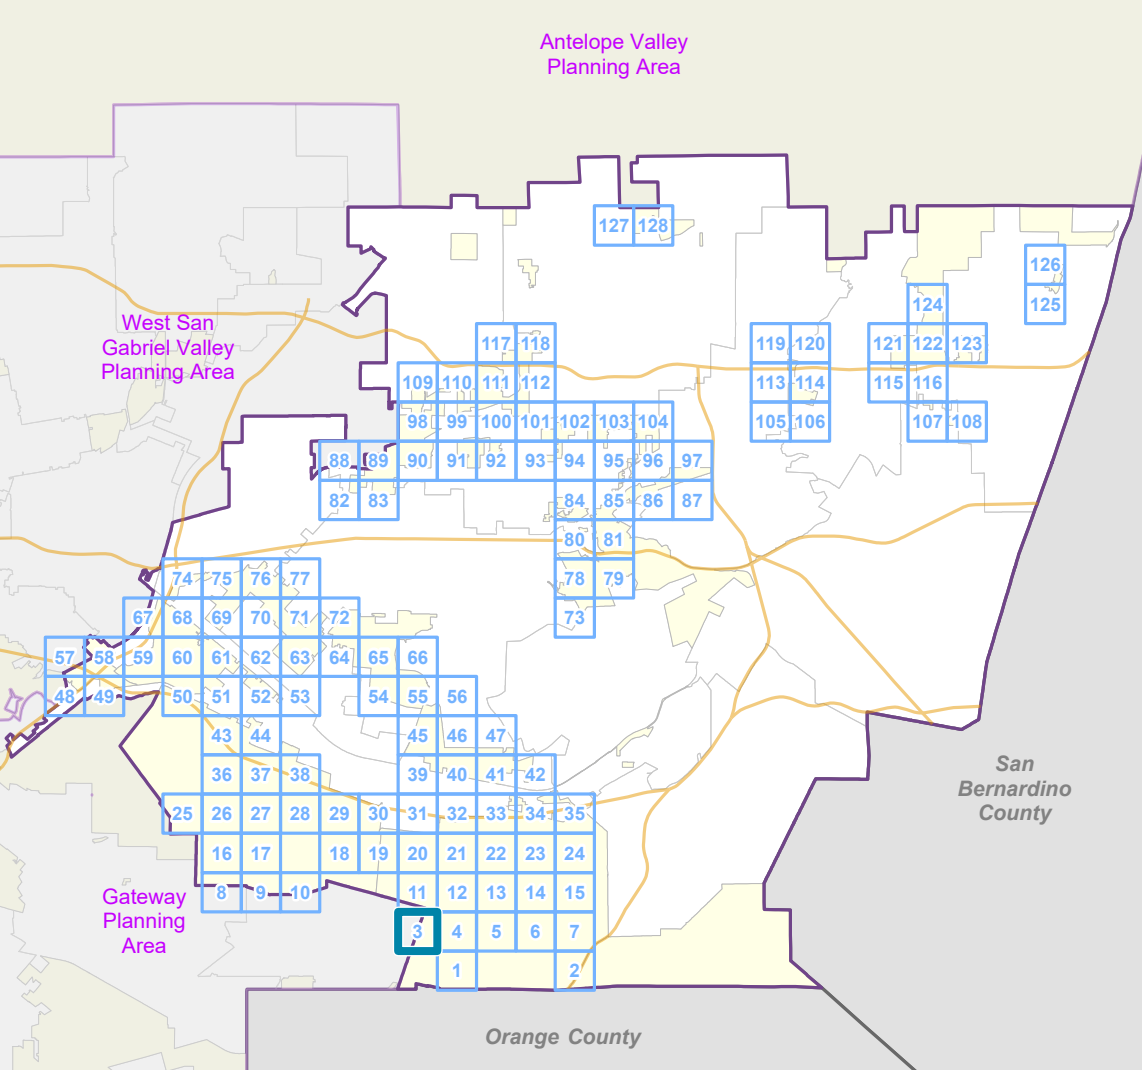 Antelope Valley
Planning Area
127 128
126
124 125
West San
Gabriel Valley
Planning Area
117 118 119 120 121 122 123
109 110 111 112 113 114 115 116
98 99 100 101 102 103 104 105 106 107 108
88 89 90 91 92 93 94 95 96 97
82 83 84 85 86 87
80 81
74 75 76 77 78 79
67 68 69 70 71 72 73
57 58 59 60 61 62 63 64 65 66
48 49 50 51 52 53 54 55 56
43 44 45 46 47
36 37 38 39 40 41 42
San
Bernardino
County
25 26 27 28 29 30 31 32 33 34 35
16 17 18 19 20 21 22 23 24
8 9 10 11 12 13 14 15
Gateway
Planning
Area
3 4 5 6 7
1 2
Orange County